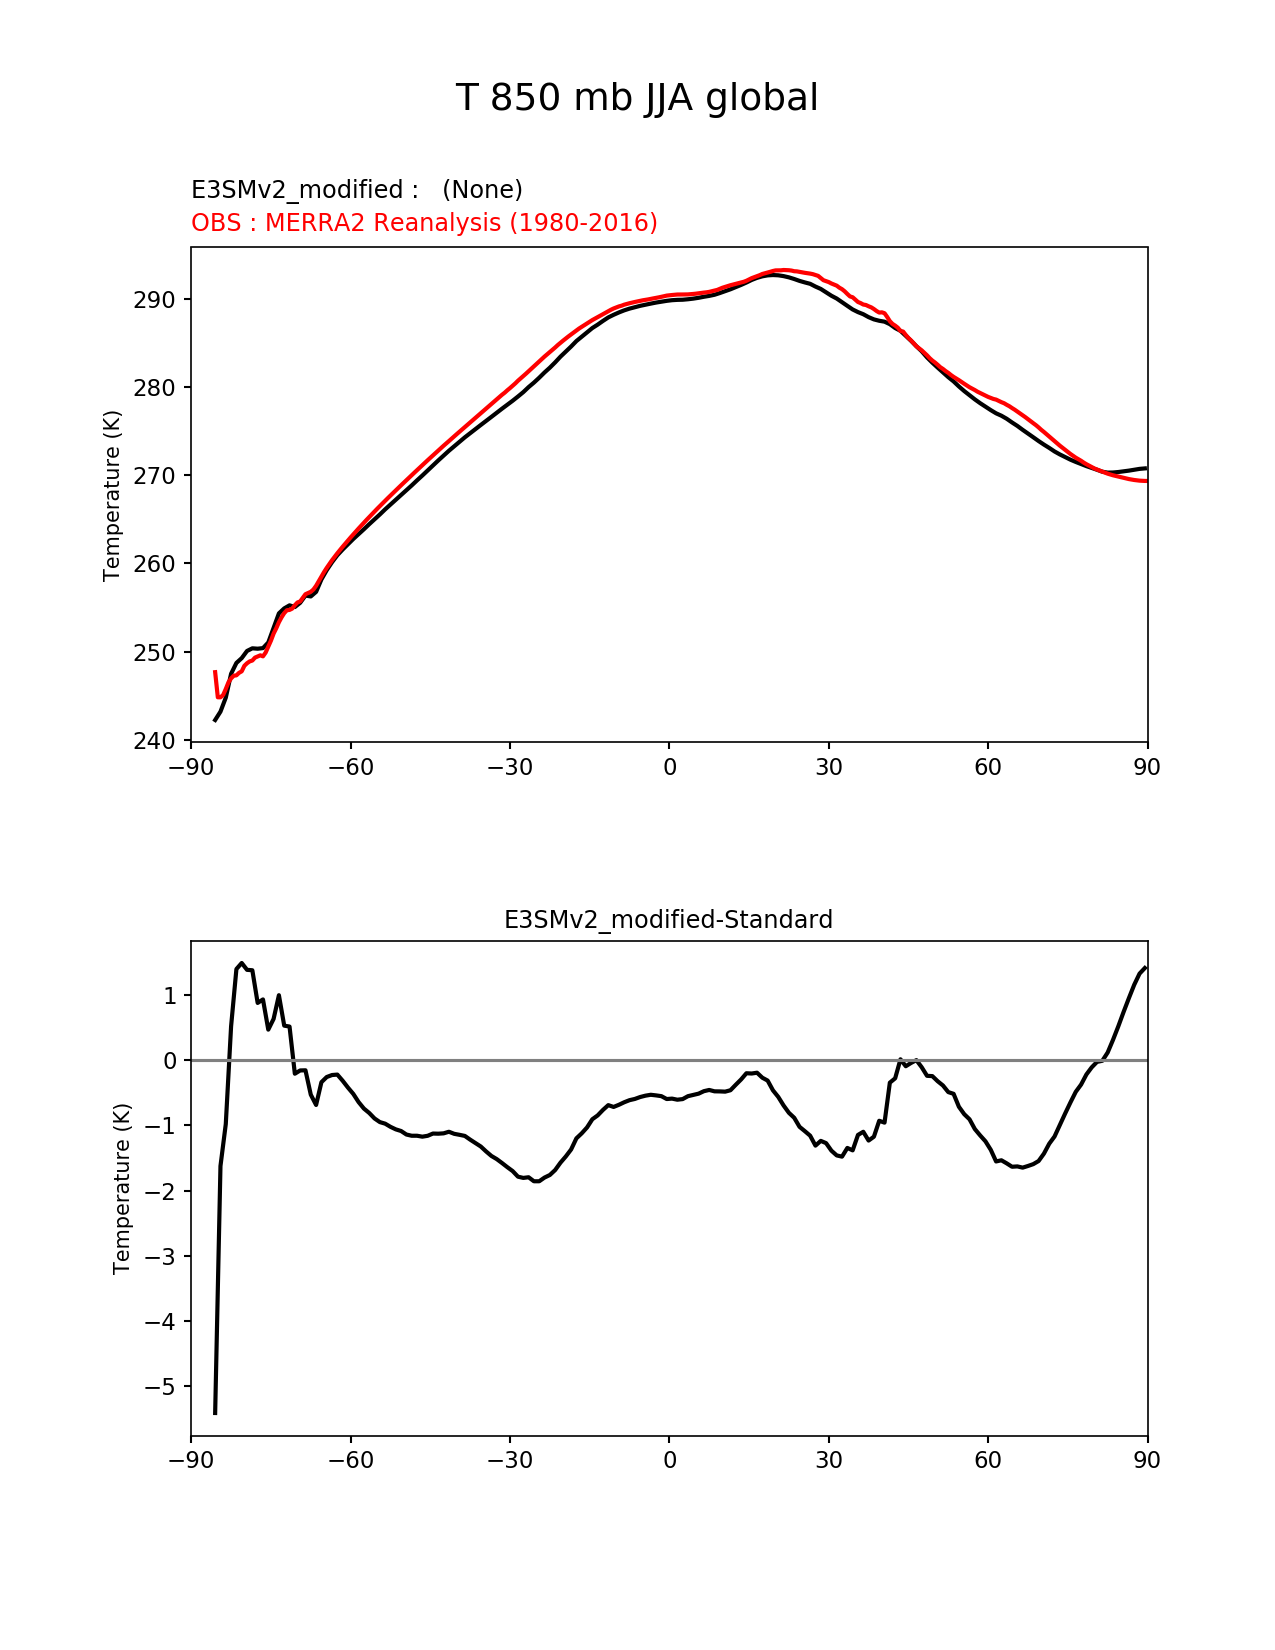 T 850 mb JJA global
E3SMv2_modified :   (None)
OBS : MERRA2 Reanalysis (1980-2016)
Temperature (K)
290
280
270
260
250
240
−90 −60 −30 0 30 60 90
E3SMv2_modified-Standard
Temperature (K)
1
0
−1
−2
−3
−4
−5
−90 −60 −30 0 30 60 90